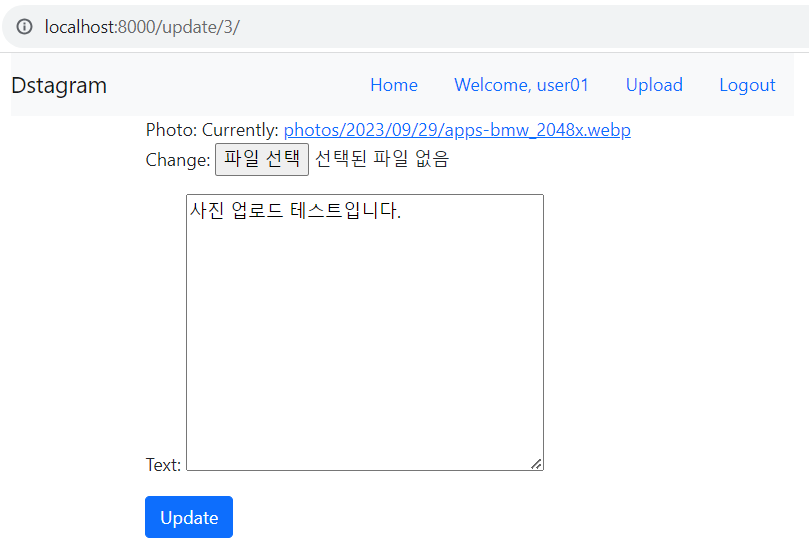 localhost:8000/update/3/
Dstagram Home Welcome, user01 Upload Logout
Photo: Currently: photos/2023/09/29/apps-bmw_2048x.webp
Change: 파일 선택 선택된 파일 없음
사진 업로드 테스트입니다.
Text:
Update